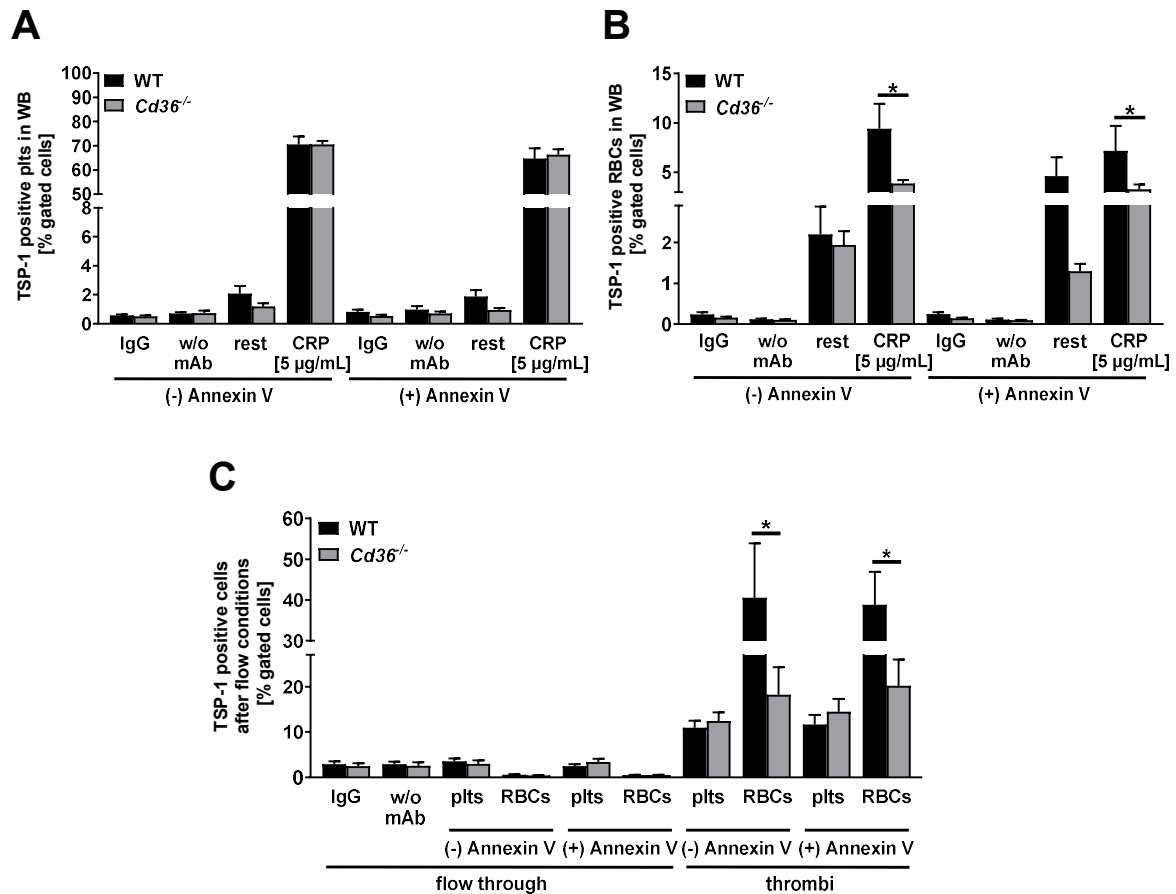 A
TSP-1 positive plts in WB
[% gated cells]
100
90
80
70
60
50
8
6
4
2
0
WT
Cd36-/-
IgG w/o mAb rest CRP [5 µg/mL] IgG w/o mAb rest CRP [5 µg/mL]
(-) Annexin V (+) Annexin V
B
TSP-1 positive RBCs in WB
[% gated cells]
15
10
5
2
1
0
WT
Cd36-/-
* *
IgG w/o mAb rest CRP [5 µg/mL] IgG w/o mAb rest CRP [5 µg/mL]
(-) Annexin V (+) Annexin V
C
TSP-1 positive cells
after flow conditions
[% gated cells]
60
50
40
30
20
10
0
WT
Cd36-/-
* *
IgG w/o mAb plts RBCs plts RBCs plts RBCs plts RBCs
(-) Annexin V (+) Annexin V (-) Annexin V (+) Annexin V
flow through thrombi